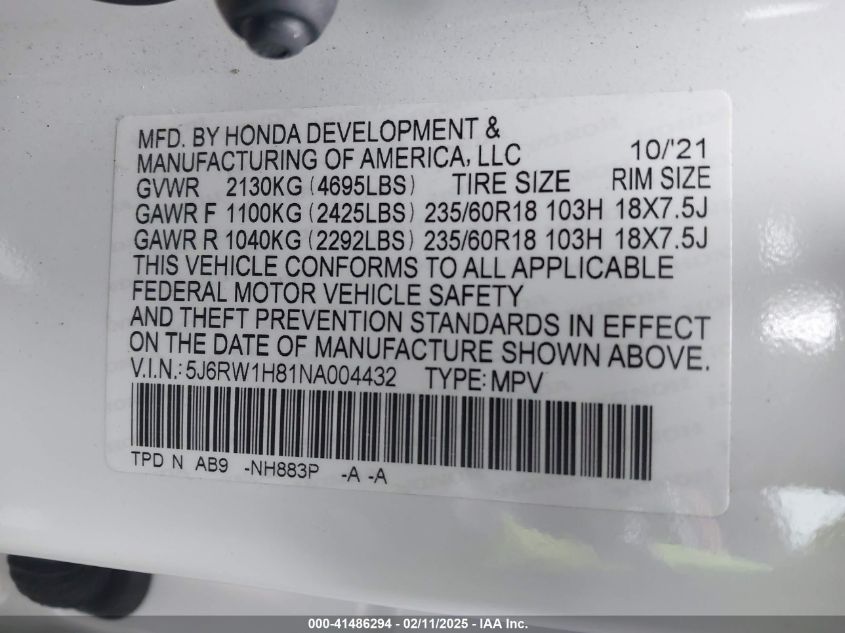 MFD. BY HONDA DEVELOPMENT &
MANUFACTURING OF AMERICA, LLC 10/'21
GVWR 2130KG (4695LBS) TIRE SIZE RIM SIZE
GAWR F 1100KG (2425LBS) 235/60R18 103H 18X7.5J
GAWR R 1040KG (2292LBS) 235/60R18 103H 18X7.5J
THIS VEHICLE CONFORMS TO ALL APPLICABLE
FEDERAL MOTOR VEHICLE SAFETY
AND THEFT PREVENTION STANDARDS IN EFFECT
ON THE DATE OF MANUFACTURE SHOWN ABOVE.
V.I.N.: 5J6RW1H81NA004432 TYPE: MPV
TPD N AB9 -NH883P -A -A
000-41486294 - 02/11/2025 - IAA Inc.